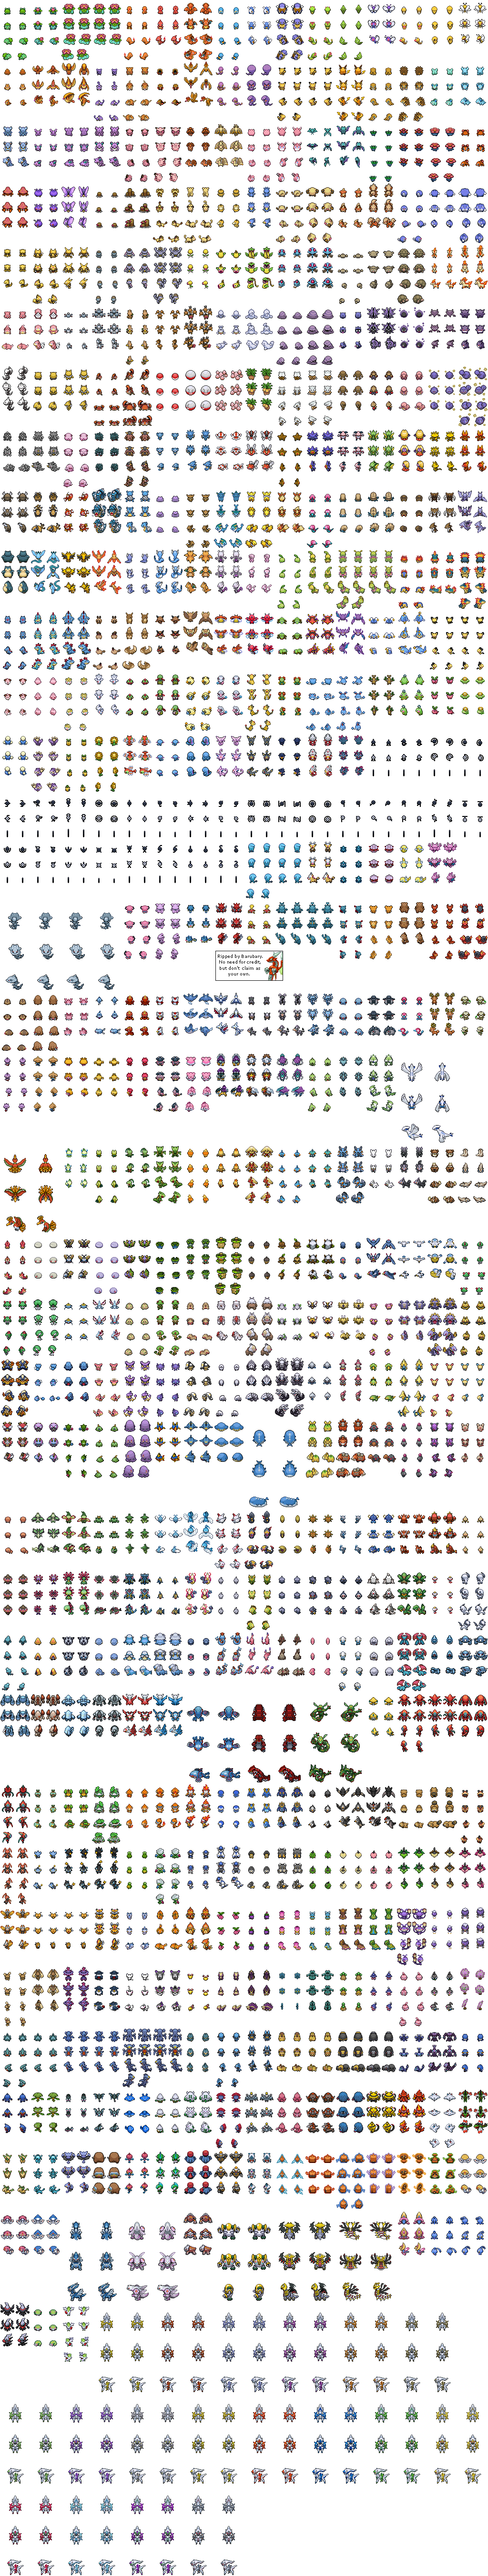 Ripped by Barubary.
No need for credit,
but don't claim as
your own.